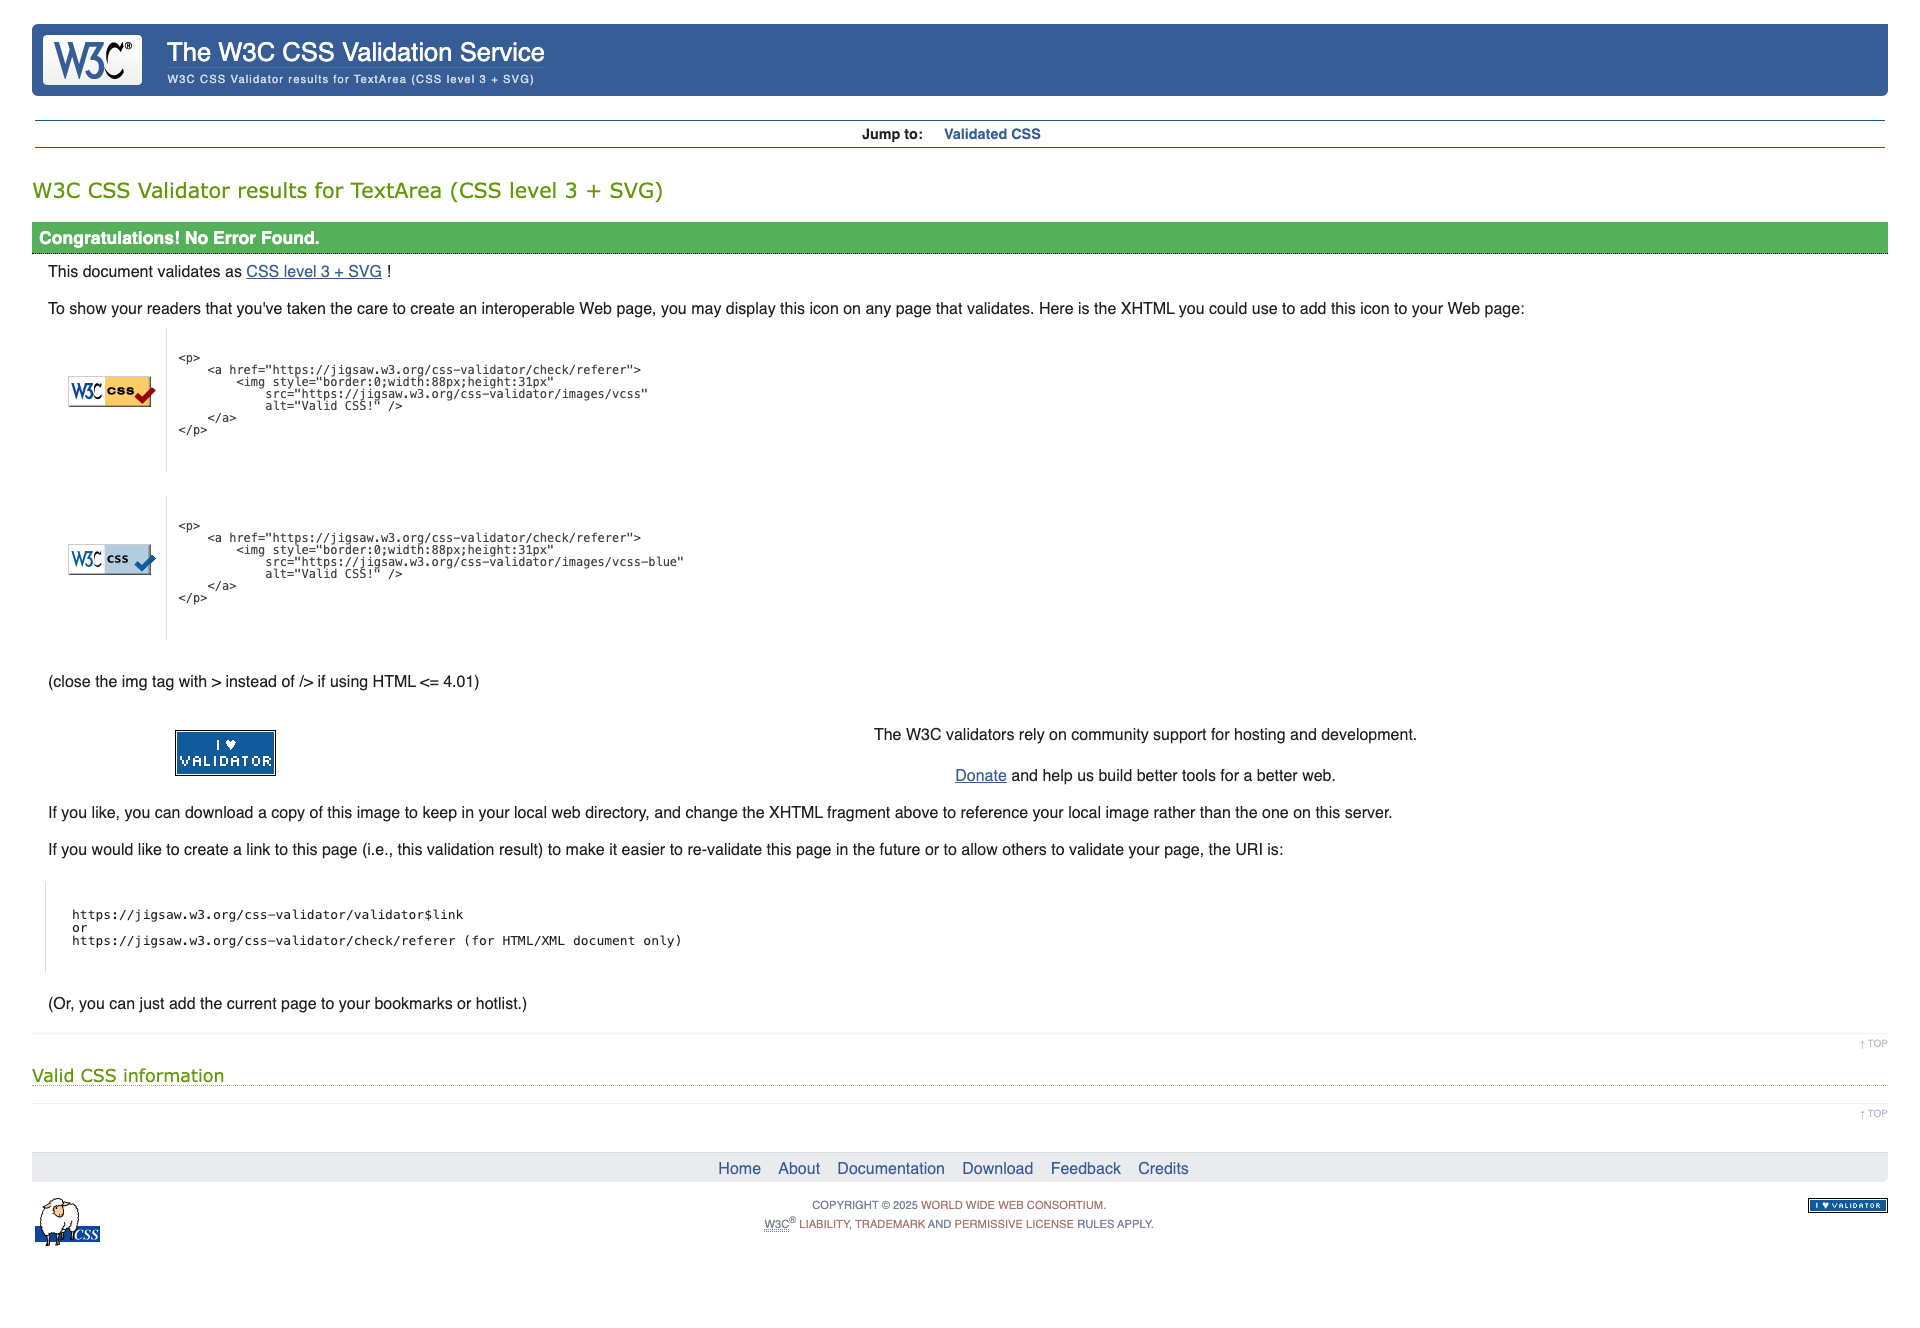 W3C®
The W3C CSS Validation Service
W3C CSS Validator results for TextArea (CSS level 3 + SVG)
Jump to: Validated CSS
W3C CSS Validator results for TextArea (CSS level 3 + SVG)
Congratulations! No Error Found.
This document validates as CSS level 3 + SVG !
To show your readers that you've taken the care to create an interoperable Web page, you may display this icon on any page that validates. Here is the XHTML you could use to add this icon to your Web page:
W3C CSS
<p>
    <a href="https://jigsaw.w3.org/css-validator/check/referer">
        <img style="border:0;width:88px;height:31px"
            src="https://jigsaw.w3.org/css-validator/images/vcss"
            alt="Valid CSS!" />
    </a>
</p>
W3C CSS
<p>
    <a href="https://jigsaw.w3.org/css-validator/check/referer">
        <img style="border:0;width:88px;height:31px"
            src="https://jigsaw.w3.org/css-validator/images/vcss-blue"
            alt="Valid CSS!" />
    </a>
</p>
(close the img tag with > instead of /> if using HTML <= 4.01)
I ♥
VALIDATOR
The W3C validators rely on community support for hosting and development.
Donate and help us build better tools for a better web.
If you like, you can download a copy of this image to keep in your local web directory, and change the XHTML fragment above to reference your local image rather than the one on this server.
If you would like to create a link to this page (i.e., this validation result) to make it easier to re-validate this page in the future or to allow others to validate your page, the URI is:
https://jigsaw.w3.org/css-validator/validator$link
or
https://jigsaw.w3.org/css-validator/check/referer (for HTML/XML document only)
(Or, you can just add the current page to your bookmarks or hotlist.)
↑ TOP
Valid CSS information
↑ TOP
Home About Documentation Download Feedback Credits
CSS
COPYRIGHT © 2025 WORLD WIDE WEB CONSORTIUM.
W3C® LIABILITY, TRADEMARK AND PERMISSIVE LICENSE RULES APPLY.
I ♥ VALIDATOR